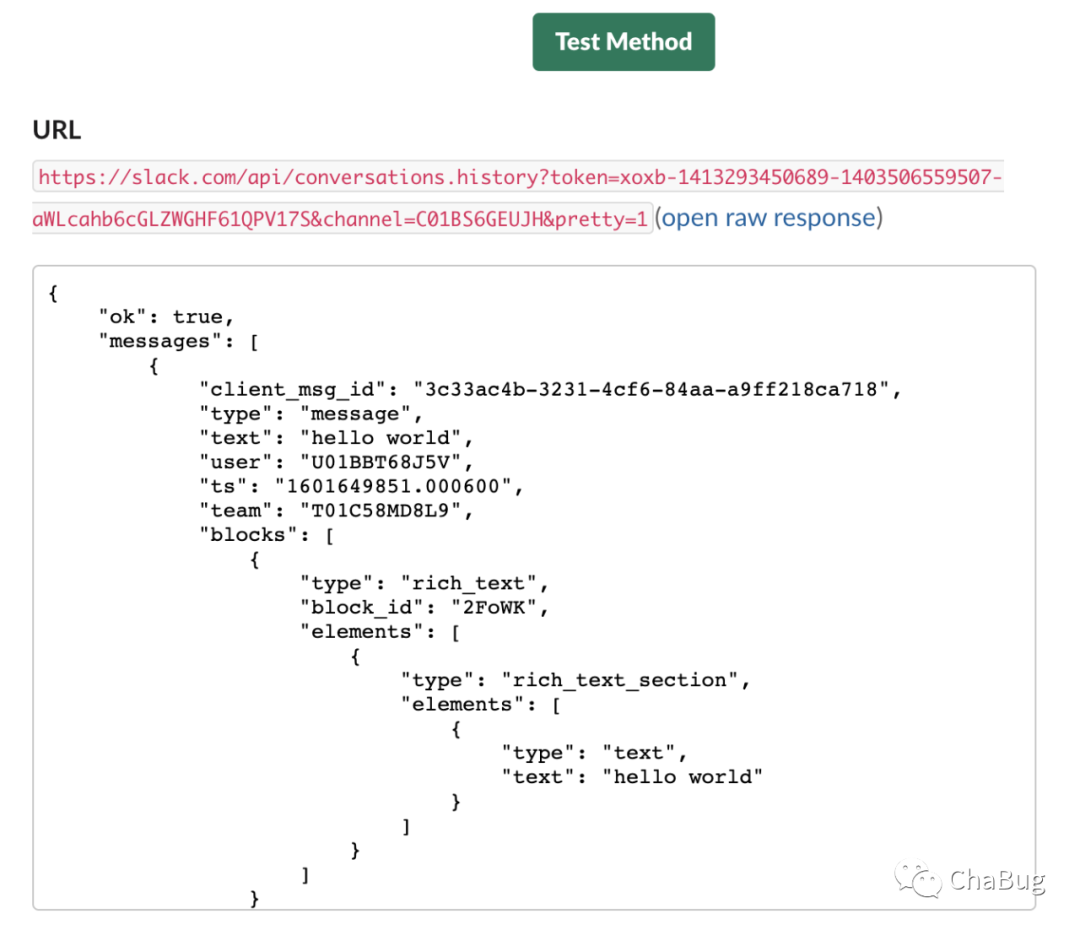 Test Method
URL
https://slack.com/api/conversations.history?token=xoxb-1413293450689-1403506559507-
aWLcahb6cGLZWGHF61QPV17S&channel=C01BS6GEUJH&pretty=1 (open raw response)
{
"ok": true,
"messages": [
{
"client_msg_id": "3c33ac4b-3231-4cf6-84aa-a9ff218ca718",
"type": "message",
"text": "hello world",
"user": "U01BBT68J5V",
"ts": "1601649851.000600",
"team": "T01C58MD8L9",
"blocks": [
{
"type": "rich_text",
"block_id": "2FoWK",
"elements": [
{
"type": "rich_text_section",
"elements": [
{
"type": "text",
"text": "hello world"
}
]
}
]
}
ChaBug